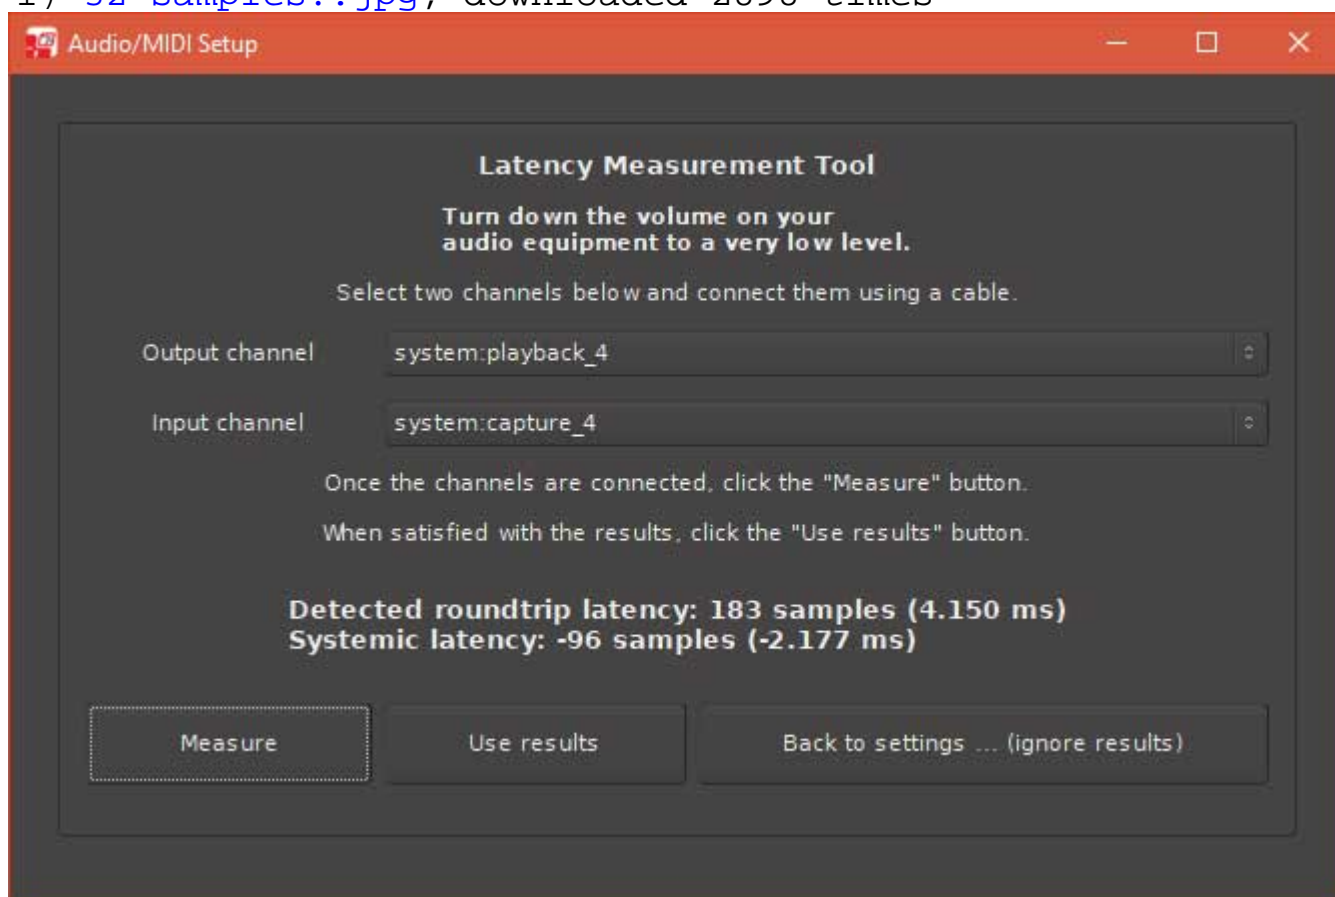 downloaded 2890 times
Audio/MIDI Setup
Latency Measurement Tool
Turn down the volume on your
audio equipment to a very low level.
Select two channels below and connect them using a cable.
Output channel system:playback_4
Input channel system:capture_4
Once the channels are connected, click the "Measure" button.
When satisfied with the results, click the "Use results" button.
Detected roundtrip latency: 183 samples (4.150 ms)
Systemic latency: -96 samples (-2.177 ms)
Measure Use results Back to settings ... (ignore results)